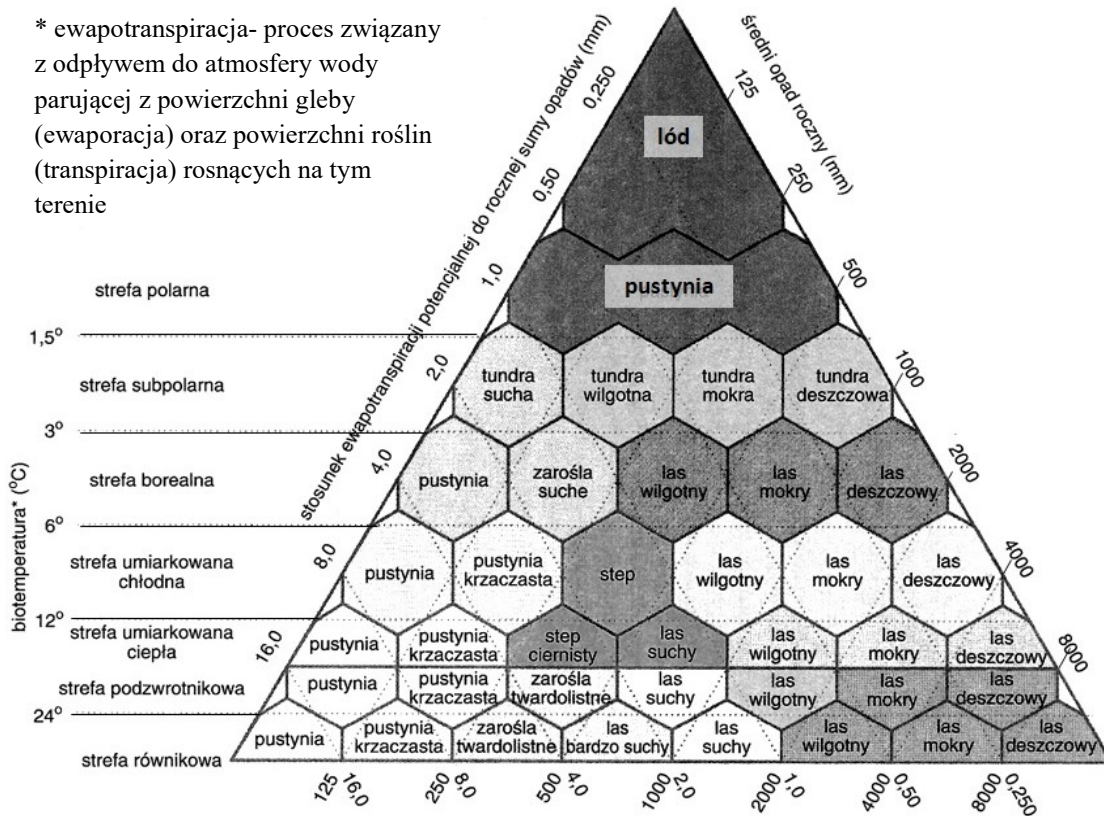 * ewapotranspiracja- proces związany
z odpływem do atmosfery wody
parującej z powierzchni gleby
(ewaporacja) oraz powierzchni roślin
(transpiracja) rosnących na tym
terenie
stosunek ewapotranspiracji potencjalnej do rocznej sumy opadów (mm)
0,250
0,50
1,0
2,0
4,0
8,0
16,0
średni opad roczny (mm)
125
250
500
1000
2000
4000
8000
biotemperatura* (°C)
strefa polarna
1,5°
strefa subpolarna
3°
strefa borealna
6°
strefa umiarkowana
chłodna
12°
strefa umiarkowana
ciepła
strefa podzwrotnikowa
24°
strefa równikowa
lód
pustynia
tundra
sucha
tundra
wilgotna
tundra
mokra
tundra
deszczowa
pustynia
zarośla
suche
las
wilgotny
las
mokry
las
deszczowy
pustynia
pustynia
krzaczasta
step
las
wilgotny
las
mokry
las
deszczowy
pustynia
pustynia
krzaczasta
step
ciernisty
las
suchy
las
wilgotny
las
mokry
las
deszczowy
pustynia
pustynia
krzaczasta
zarośla
twardolistne
las
suchy
las
wilgotny
las
mokry
las
deszczowy
pustynia
pustynia
krzaczasta
zarośla
twardolistne
las
bardzo suchy
las
suchy
las
wilgotny
las
mokry
las
deszczowy
125 16,0 250 8,0 500 4,0 1000 2,0 2000 1,0 4000 0,50 8000 0,250